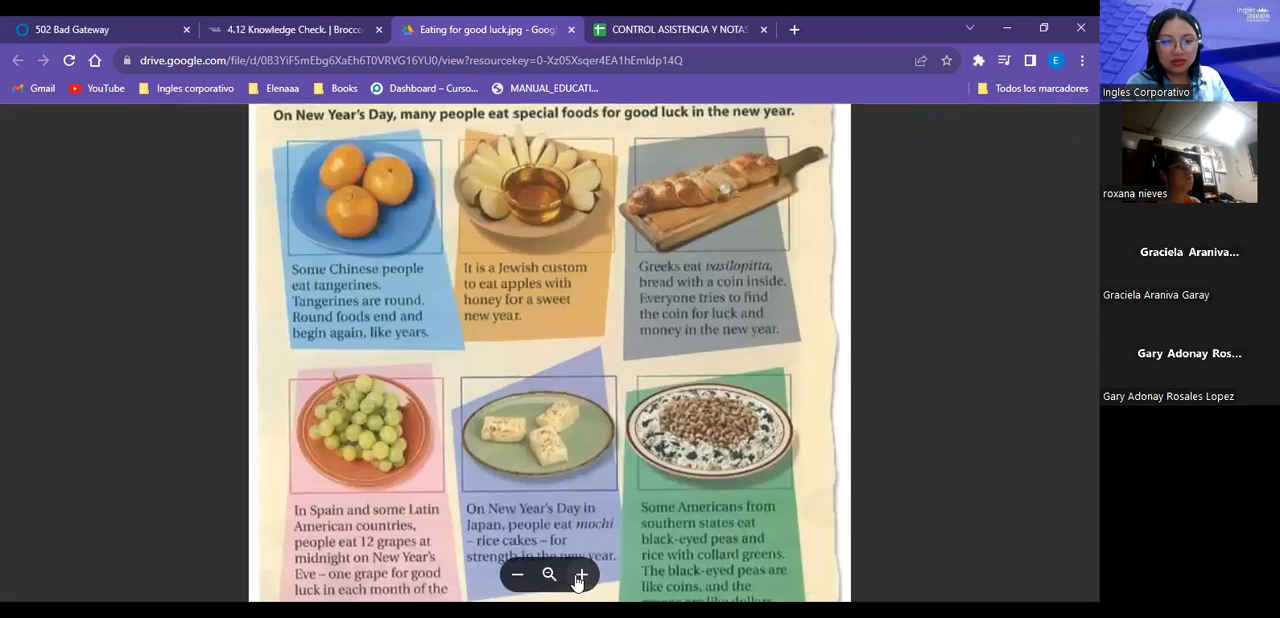 502 Bad Gateway
4.12 Knowledge Check. | Brocco
Eating for good luck.jpg - Goog
CONTROL ASISTENCIA Y NOTAS
drive.google.com/file/d/0B3YiF5mEbg6XaEh6T0VRVG16YU0/view?resourcekey=0-Xz05Xsqer4EA1hEmIdp14Q
E
Gmail
YouTube
Ingles corporativo
Elenaaa
Books
Dashboard – Curso...
MANUAL_EDUCATI...
Todos los marcadores
On New Year's Day, many people eat special foods for good luck in the new year.
Some Chinese people
eat tangerines.
Tangerines are round.
Round foods end and
begin again, like years.
It is a Jewish custom
to eat apples with
honey for a sweet
new year.
Greeks eat vasilopitta,
bread with a coin inside.
Everyone tries to find
the coin for luck and
money in the new year.
In Spain and some Latin
American countries,
people eat 12 grapes at
midnight on New Year's
Eve – one grape for good
luck in each month of the
On New Year's Day in
Japan, people eat mochi
– rice cakes – for
strength in the new year.
Some Americans from
southern states eat
black-eyed peas and
rice with collard greens.
The black-eyed peas are
like coins, and the
Ingles Corporativo
roxana nieves
Graciela Araniva...
Graciela Araniva Garay
Gary Adonay Ros...
Gary Adonay Rosales Lopez